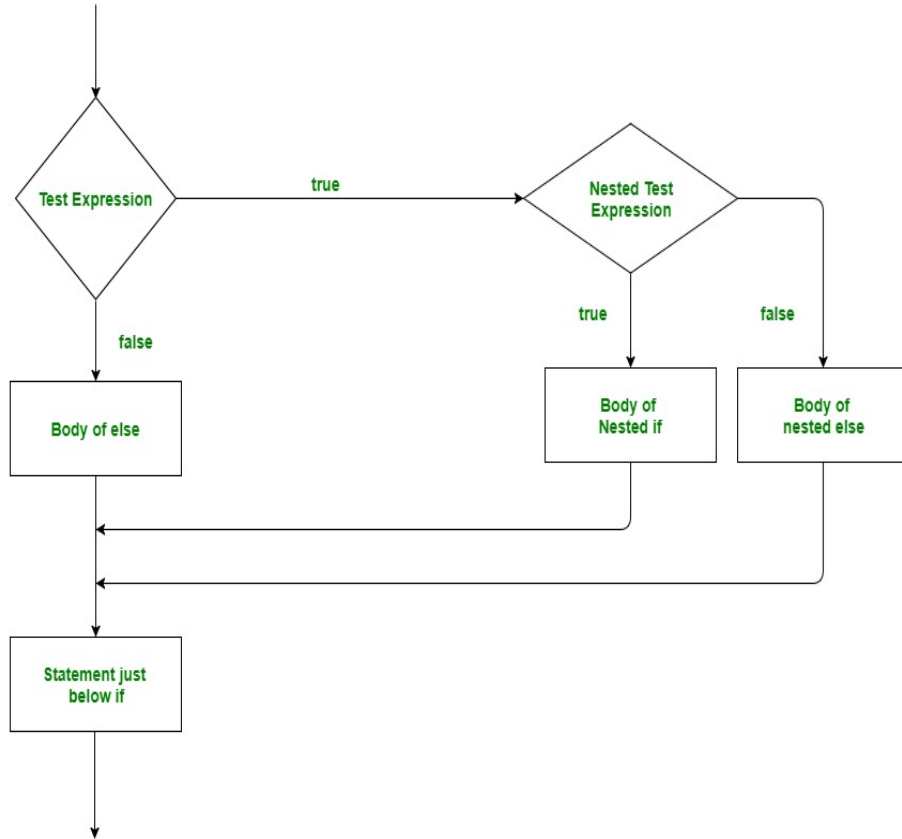 Test Expression
true
Nested Test
Expression
false
true
false
Body of else
Body of
Nested if
Body of
nested else
Statement just
below if